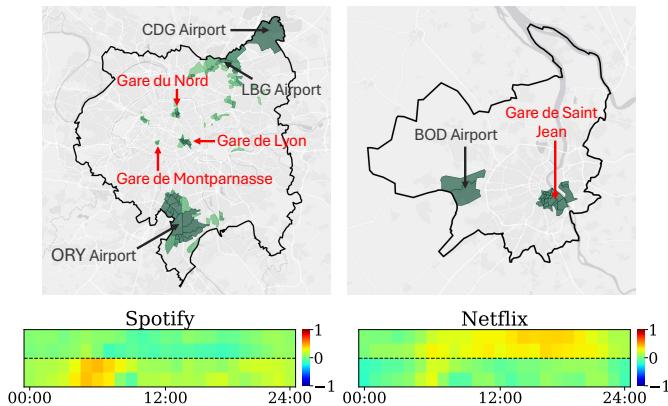 CDG Airport
Gare du Nord
LBG Airport
Gare de Lyon
Gare de Montparnasse
ORY Airport
Gare de Saint
Jean
BOD Airport
Spotify
1
0
−1
00:00
12:00
24:00
Netflix
1
0
−1
00:00
12:00
24:00